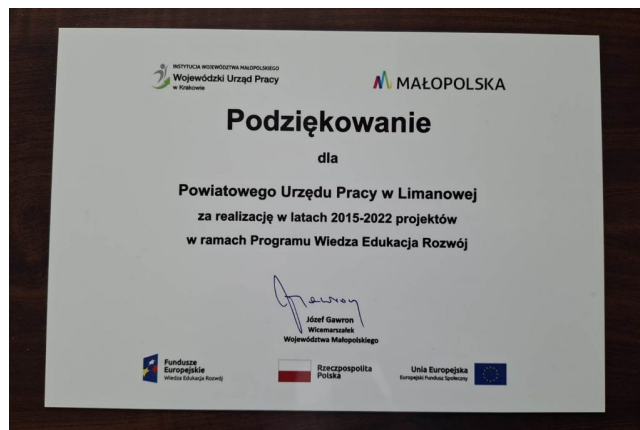 INSTYTUCJA WOJEWÓDZTWA MAŁOPOLSKIEGO
Wojewódzki Urząd Pracy
w Krakowie
MAŁOPOLSKA
Podziękowanie
dla
Powiatowego Urzędu Pracy w Limanowej
za realizację w latach 2015-2022 projektów
w ramach Programu Wiedza Edukacja Rozwój
Gawron
Józef Gawron
Wicemarszałek
Województwa Małopolskiego
Fundusze
Europejskie
Wiedza Edukacja Rozwój
Rzeczpospolita
Polska
Unia Europejska
Europejski Fundusz Społeczny